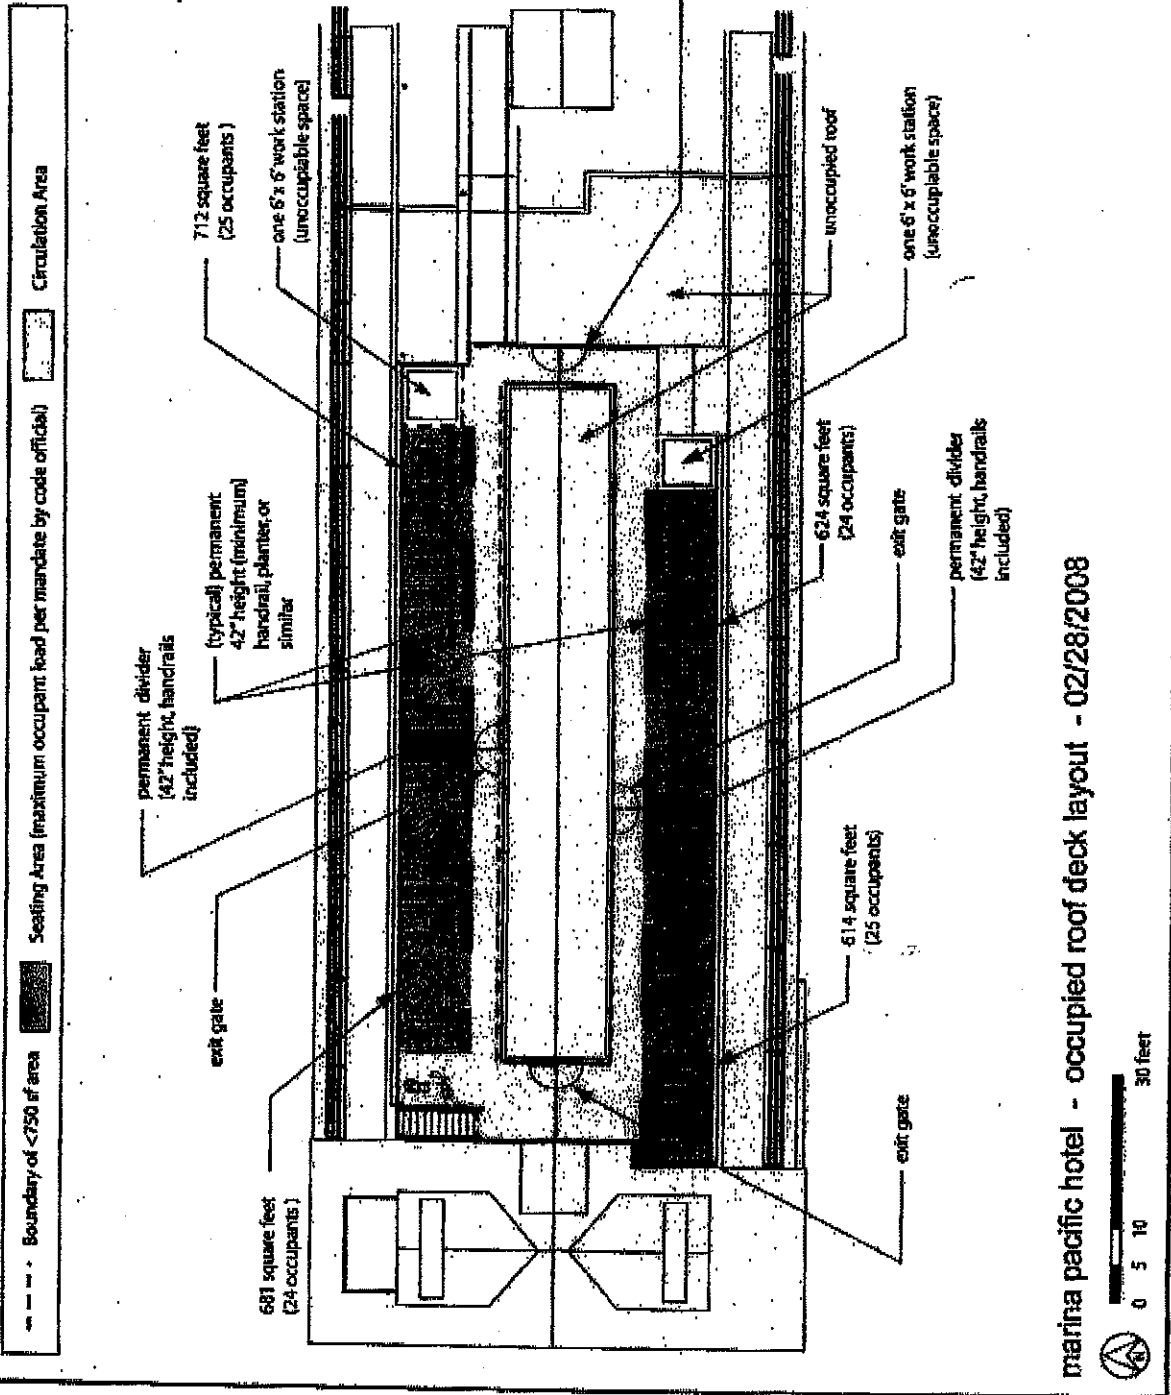 Boundary of <750 sf area
Seating Area (maximum occupant load per mandate by code official)
Circulation Area
681 square feet
(24 occupants)
exit gate
permanent divider
(42" height, handrails
included)
(typical) permanent
42" height (minimum)
handrail, planter, or
similar
712 square feet
(25 occupants)
one 6' x 6' work station
(unoccupiable space)
exit gate
614 square feet
(25 occupants)
permanent divider
(42" height, handrails
included)
exit gate
624 square feet
(24 occupants)
one 6' x 6' work station
(unoccupiable space)
unoccupied roof
marina pacific hotel - occupied roof deck layout - 02/28/2008
0 5 10 30 feet